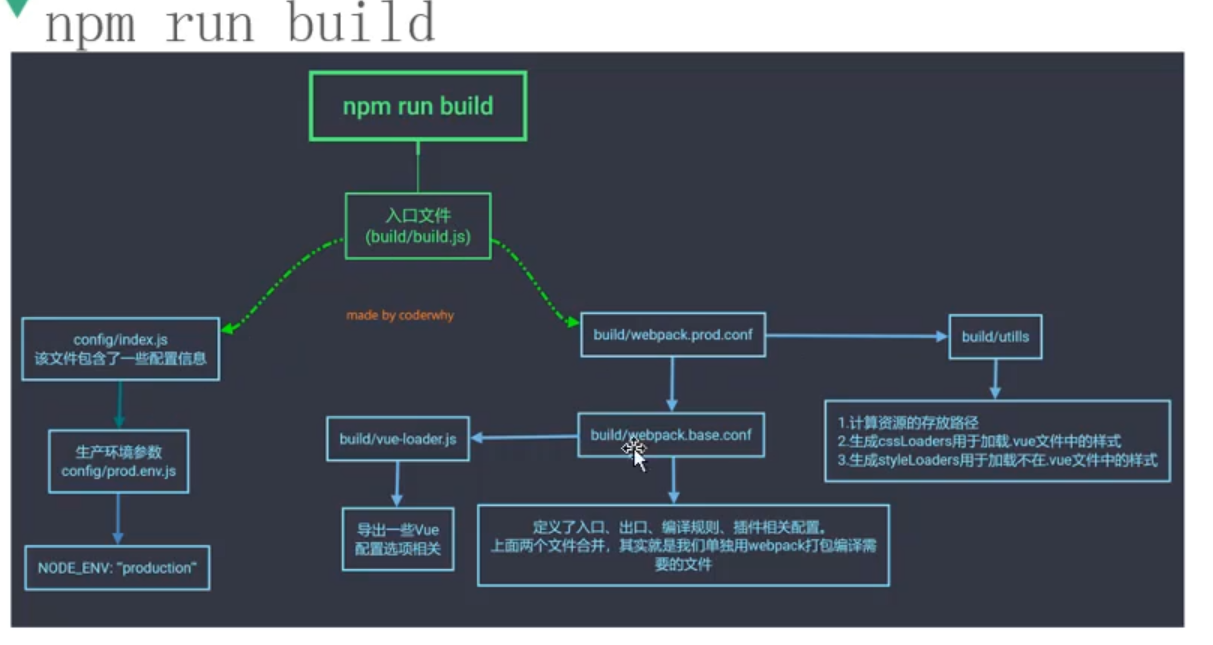 npm run build
npm run build
入口文件
(build/build.js)
made by coderwhy
config/index.js
该文件包含了一些配置信息
build/webpack.prod.conf
build/utills
生产环境参数
config/prod.env.js
build/vue-loader.js
build/webpack.base.conf
1.计算资源的存放路径
2.生成cssLoaders用于加载.vue文件中的样式
3.生成styleLoaders用于加载不在.vue文件中的样式
NODE_ENV: "production"
导出一些Vue
配置选项相关
定义了入口、出口、编译规则、插件相关配置。
上面两个文件合并，其实就是我们单独用webpack打包编译需
要的文件